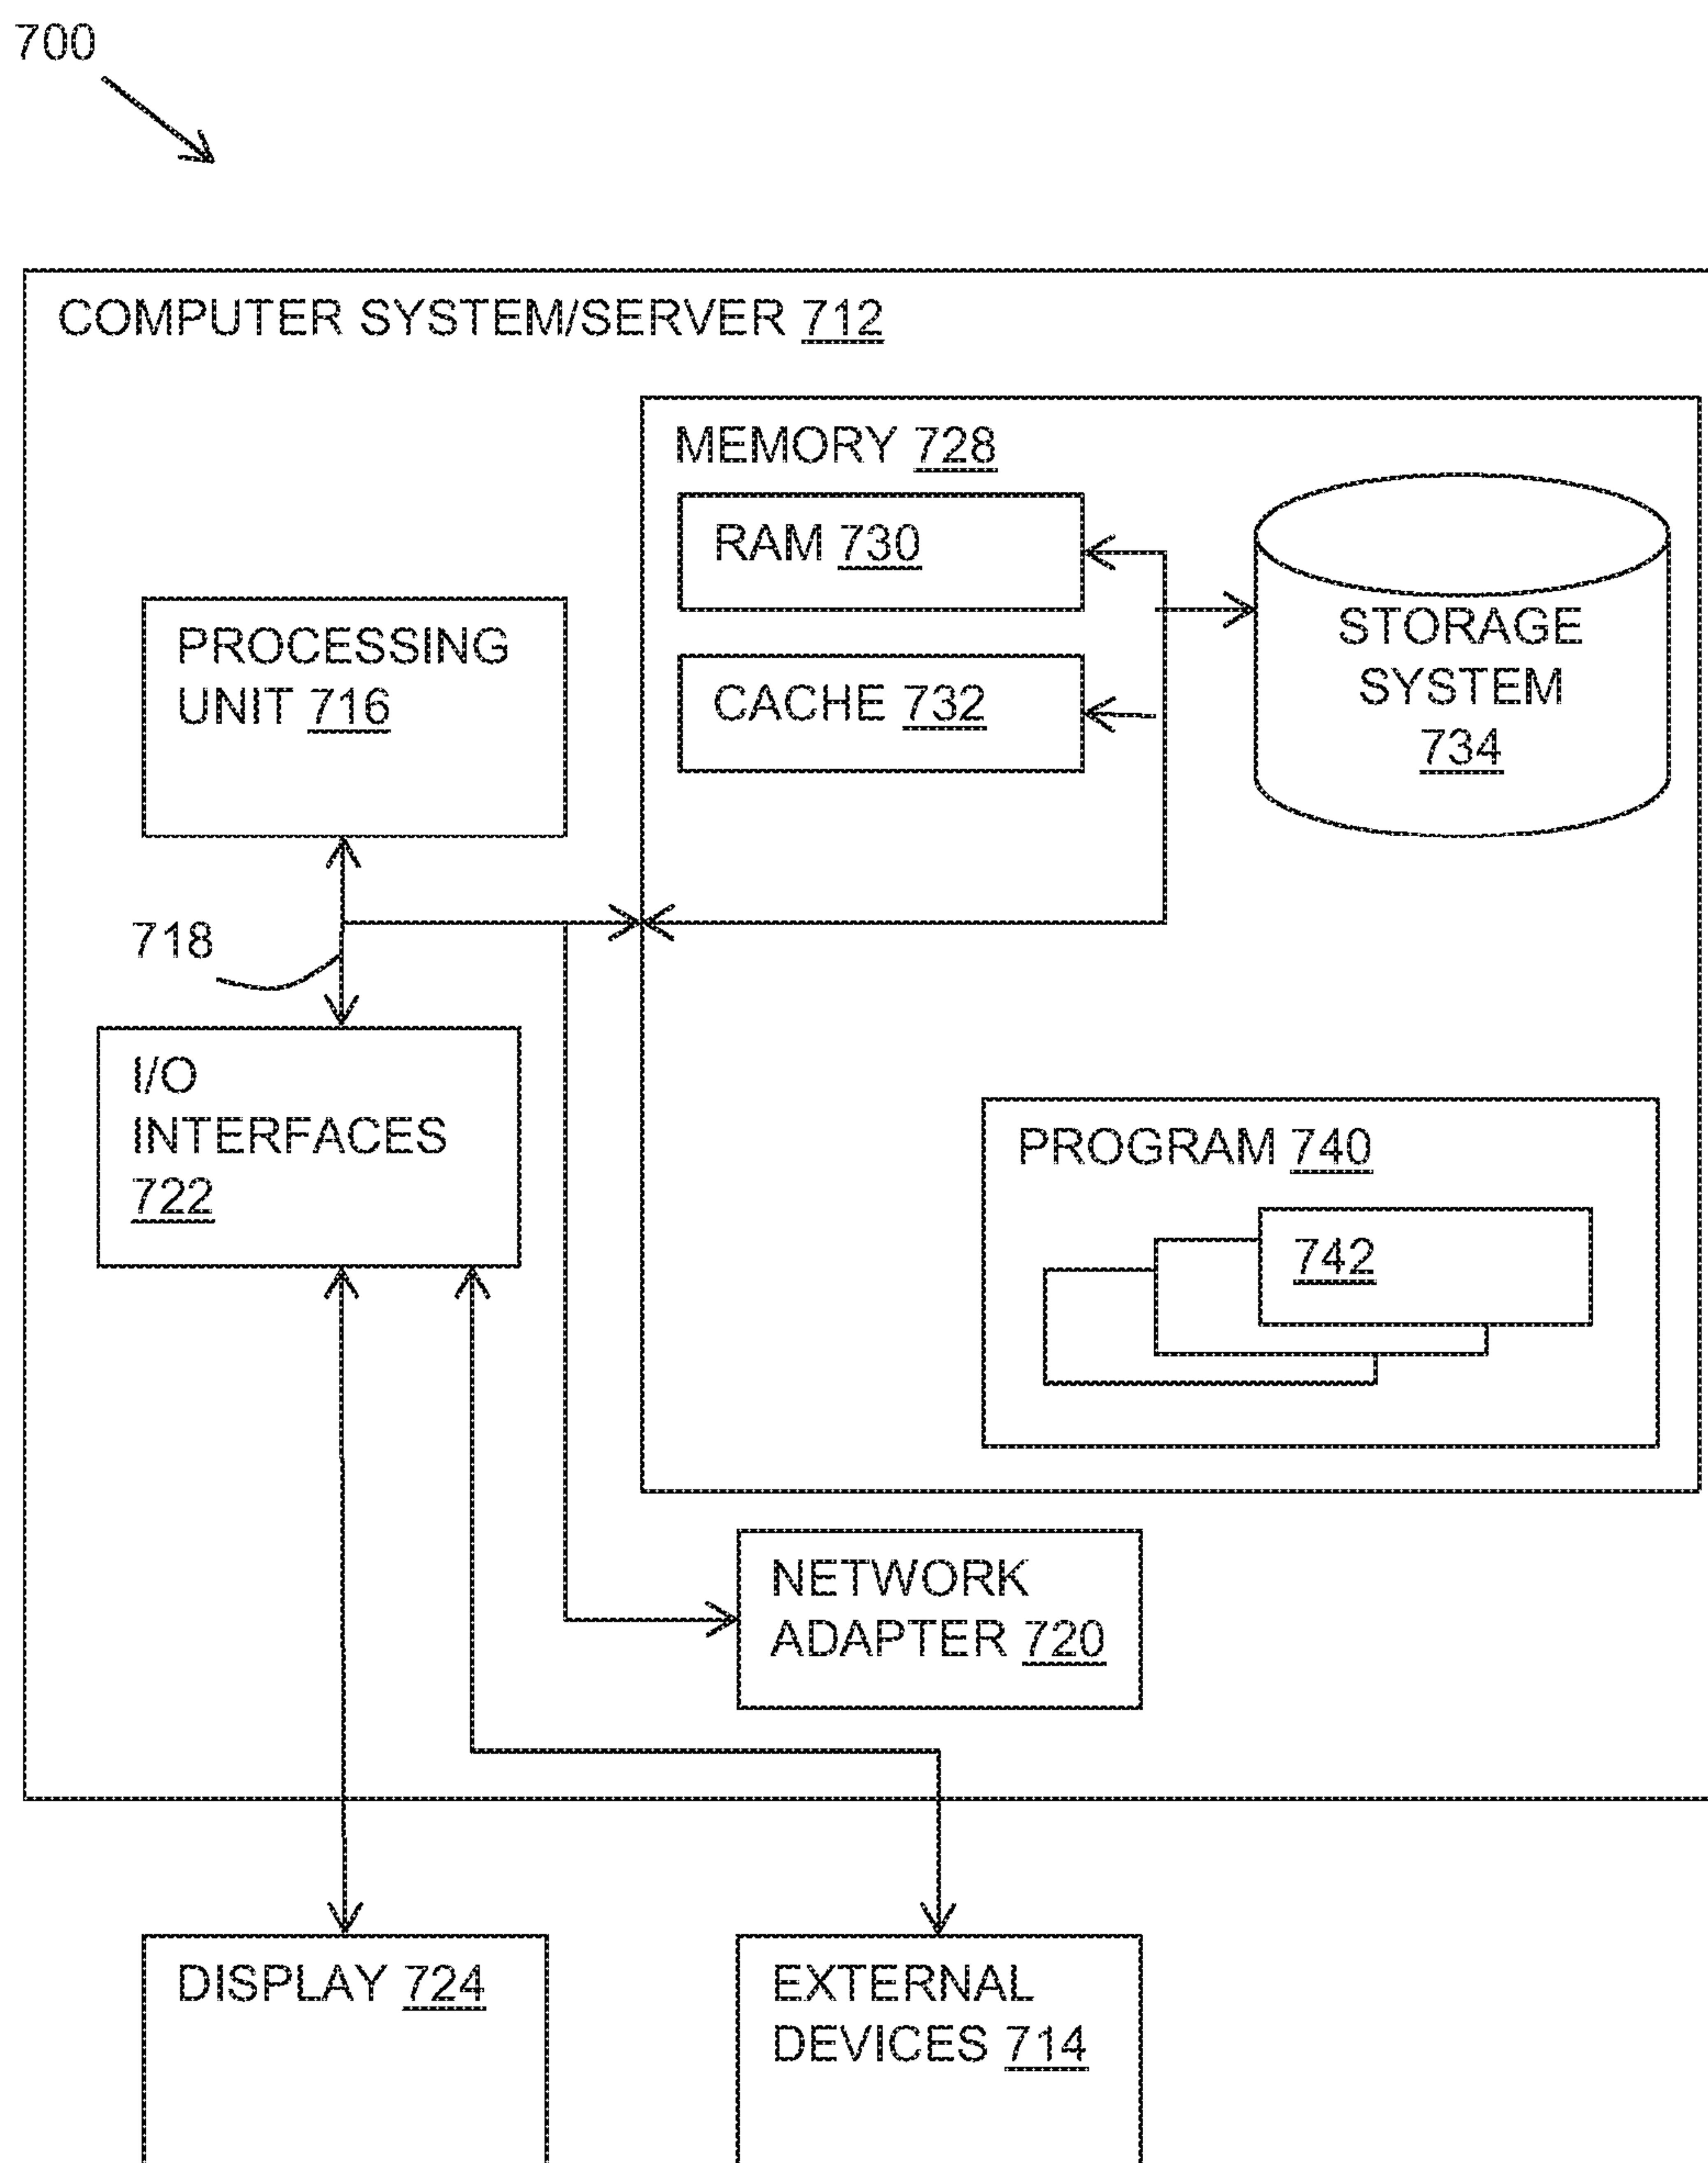 700
COMPUTER SYSTEM/SERVER 712
MEMORY 728
RAM 730
CACHE 732
STORAGE
SYSTEM
734
PROCESSING
UNIT 716
718
I/O
INTERFACES
722
PROGRAM 740
742
NETWORK
ADAPTER 720
DISPLAY 724
EXTERNAL
DEVICES 714